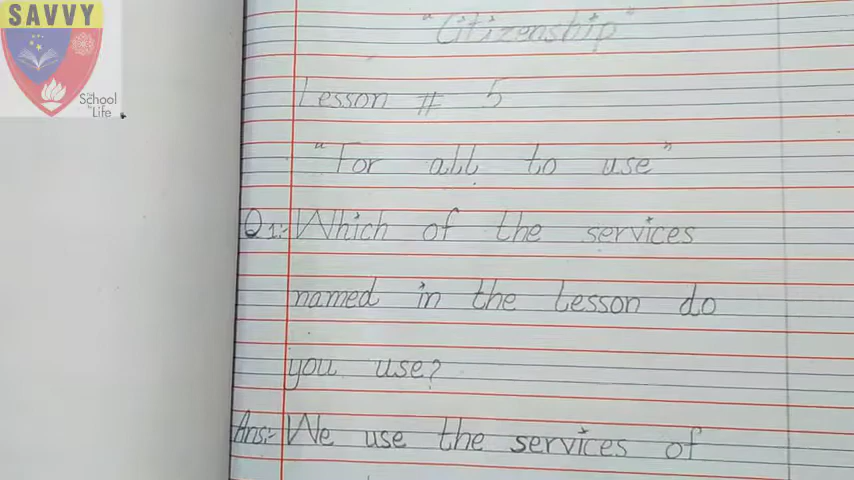 SAVVY
The School
for Life
"Citizenship"
Lesson # 5
"For all to use"
Q1:- Which of the services
named in the lesson do
you use?
Ans:- We use the services of